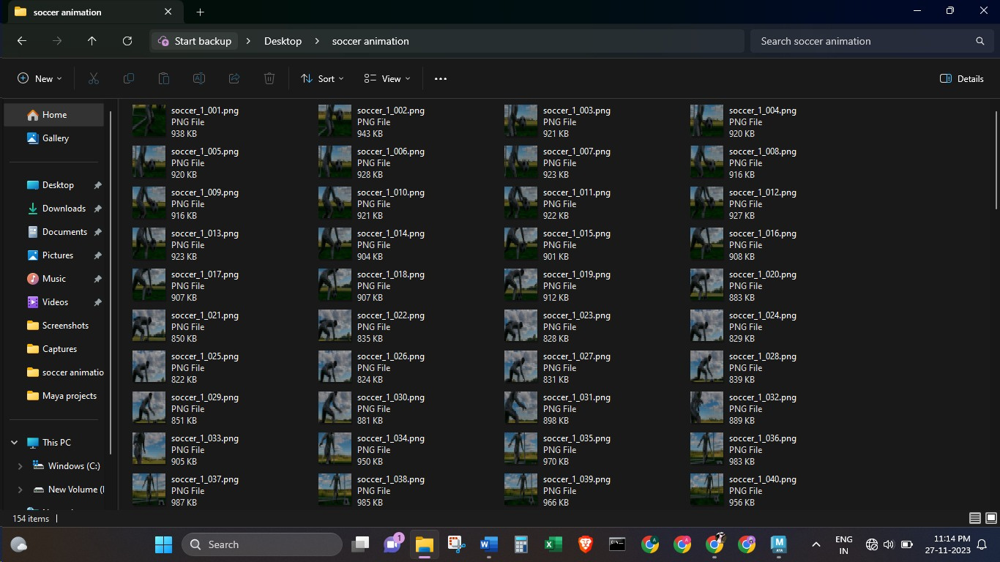 soccer animation
Start backup > Desktop > soccer animation
Search soccer animation
New
Sort
View
Details
Home
Gallery
Desktop
Downloads
Documents
Pictures
Music
Videos
Screenshots
Captures
soccer animatio
Maya projects
This PC
Windows (C:)
New Volume (
soccer_1_001.png soccer_1_002.png soccer_1_003.png soccer_1_004.png
PNG File PNG File PNG File PNG File
938 KB 943 KB 921 KB 920 KB
soccer_1_005.png soccer_1_006.png soccer_1_007.png soccer_1_008.png
PNG File PNG File PNG File PNG File
920 KB 928 KB 923 KB 916 KB
soccer_1_009.png soccer_1_010.png soccer_1_011.png soccer_1_012.png
PNG File PNG File PNG File PNG File
916 KB 921 KB 922 KB 927 KB
soccer_1_013.png soccer_1_014.png soccer_1_015.png soccer_1_016.png
PNG File PNG File PNG File PNG File
923 KB 904 KB 901 KB 908 KB
soccer_1_017.png soccer_1_018.png soccer_1_019.png soccer_1_020.png
PNG File PNG File PNG File PNG File
907 KB 907 KB 912 KB 883 KB
soccer_1_021.png soccer_1_022.png soccer_1_023.png soccer_1_024.png
PNG File PNG File PNG File PNG File
850 KB 835 KB 828 KB 829 KB
soccer_1_025.png soccer_1_026.png soccer_1_027.png soccer_1_028.png
PNG File PNG File PNG File PNG File
822 KB 824 KB 831 KB 839 KB
soccer_1_029.png soccer_1_030.png soccer_1_031.png soccer_1_032.png
PNG File PNG File PNG File PNG File
851 KB 881 KB 898 KB 889 KB
soccer_1_033.png soccer_1_034.png soccer_1_035.png soccer_1_036.png
PNG File PNG File PNG File PNG File
905 KB 950 KB 970 KB 983 KB
soccer_1_037.png soccer_1_038.png soccer_1_039.png soccer_1_040.png
PNG File PNG File PNG File PNG File
987 KB 985 KB 966 KB 956 KB
154 items
Search
1
ENG
IN
11:14 PM
27-11-2023